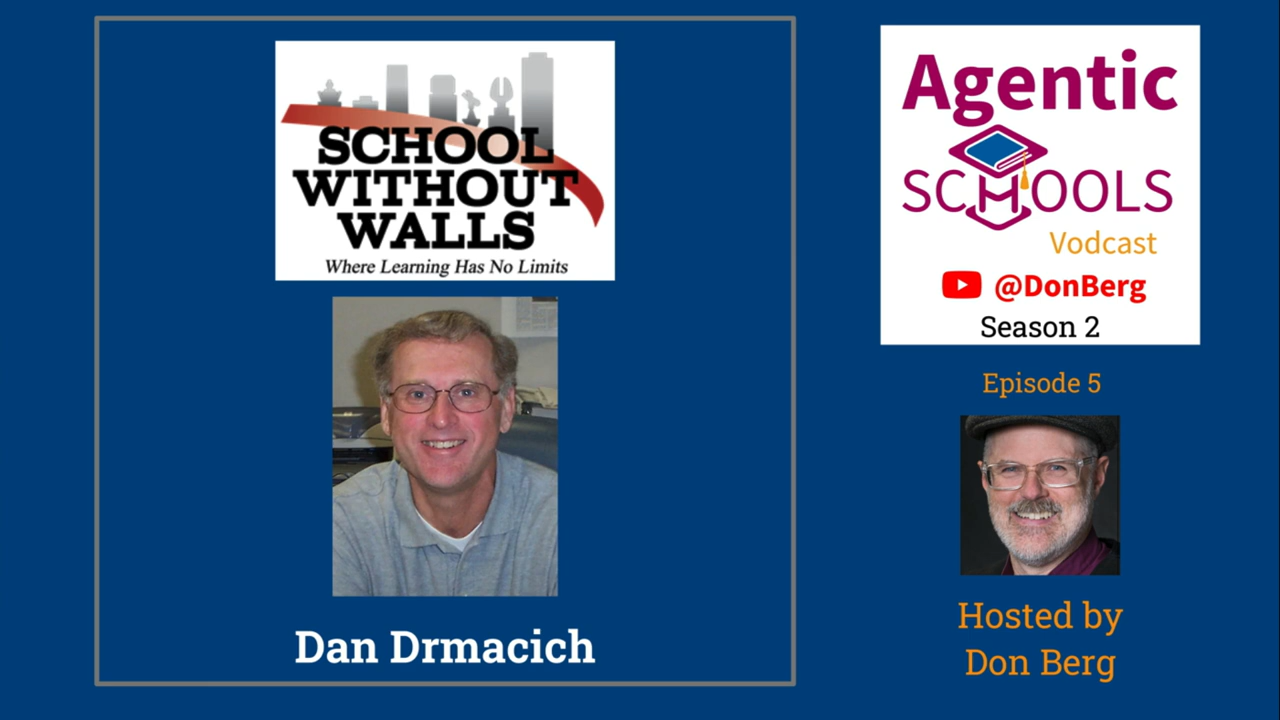 SCHOOL
WITHOUT
WALLS
Where Learning Has No Limits
Dan Drmacich
Agentic
SCHOOLS
Vodcast
@DonBerg
Season 2
Episode 5
Hosted by
Don Berg